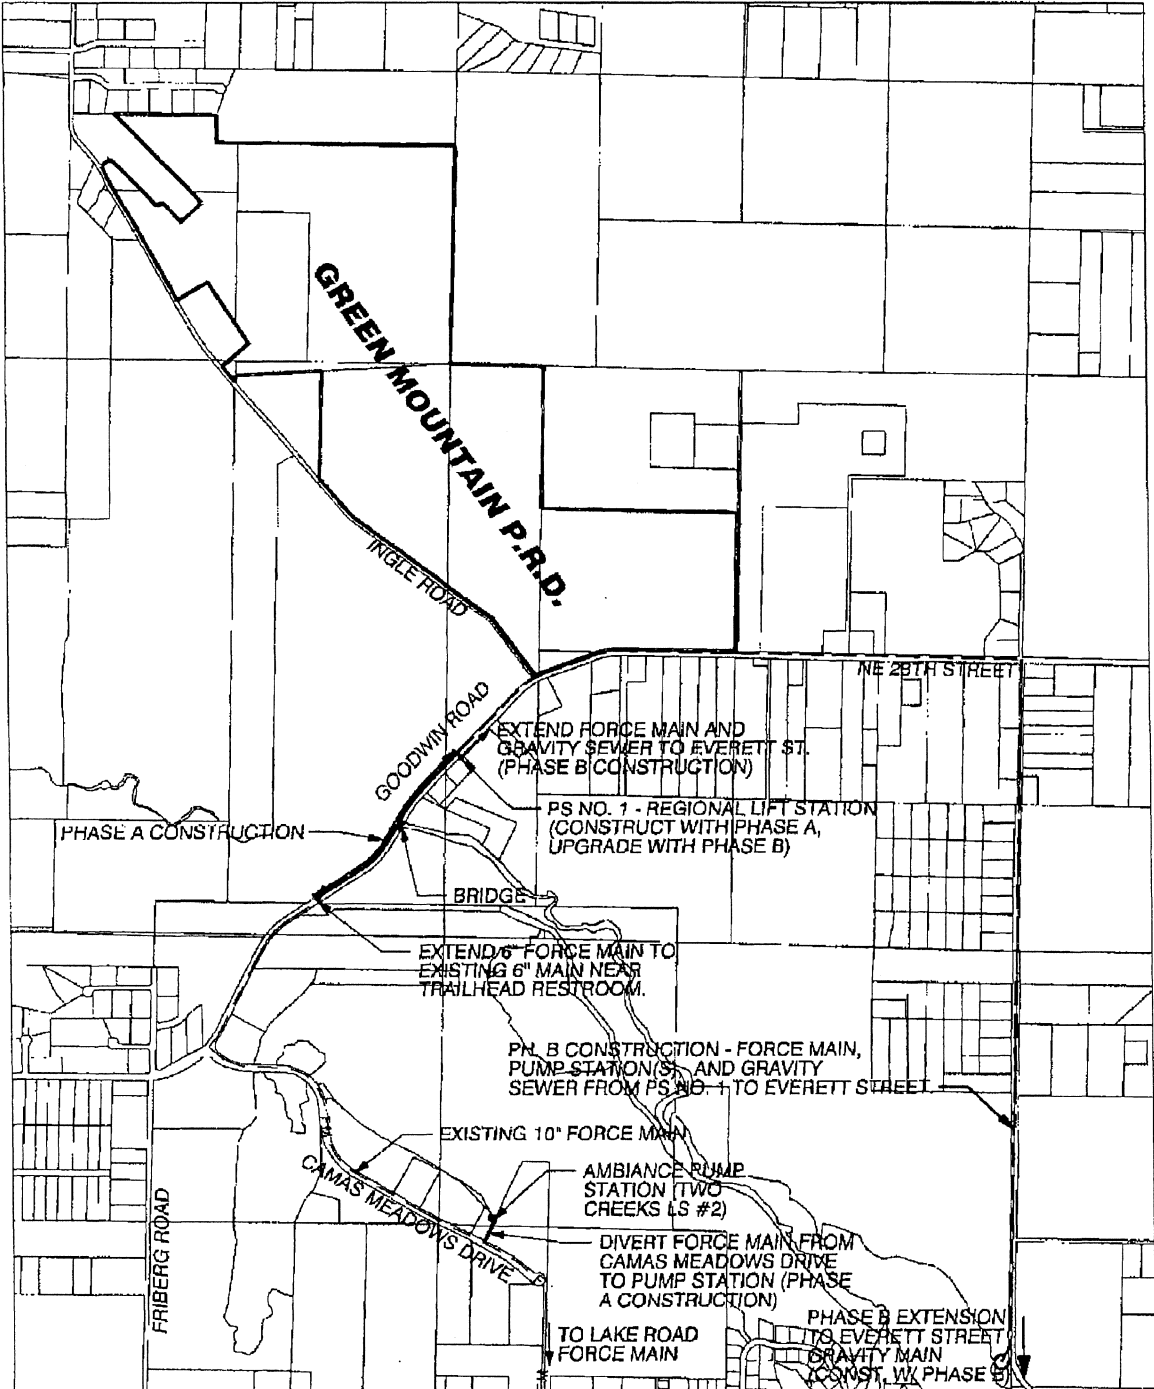 GREEN MOUNTAIN P.R.D.
INGLE ROAD
NE 28TH STREET
GOODWIN ROAD
EXTEND FORCE MAIN AND
GRAVITY SEWER TO EVERETT ST.
(PHASE B CONSTRUCTION)
PS NO. 1 - REGIONAL LIFT STATION
(CONSTRUCT WITH PHASE A,
UPGRADE WITH PHASE B)
PHASE A CONSTRUCTION
BRIDGE
EXTEND 6" FORCE MAIN TO
EXISTING 6" MAIN NEAR
TRAILHEAD RESTROOM.
PH. B CONSTRUCTION - FORCE MAIN,
PUMP STATION(S), AND GRAVITY
SEWER FROM PS NO. 1 TO EVERETT STREET
EXISTING 10" FORCE MAIN
AMBIANCE PUMP
STATION (TWO
CREEKS LS #2)
CAMAS MEADOWS DRIVE
FRIBERG ROAD
DIVERT FORCE MAIN FROM
CAMAS MEADOWS DRIVE
TO PUMP STATION (PHASE
A CONSTRUCTION)
TO LAKE ROAD
FORCE MAIN
PHASE B EXTENSION
TO EVERETT STREET
GRAVITY MAIN
(CONST. W/ PHASE B)